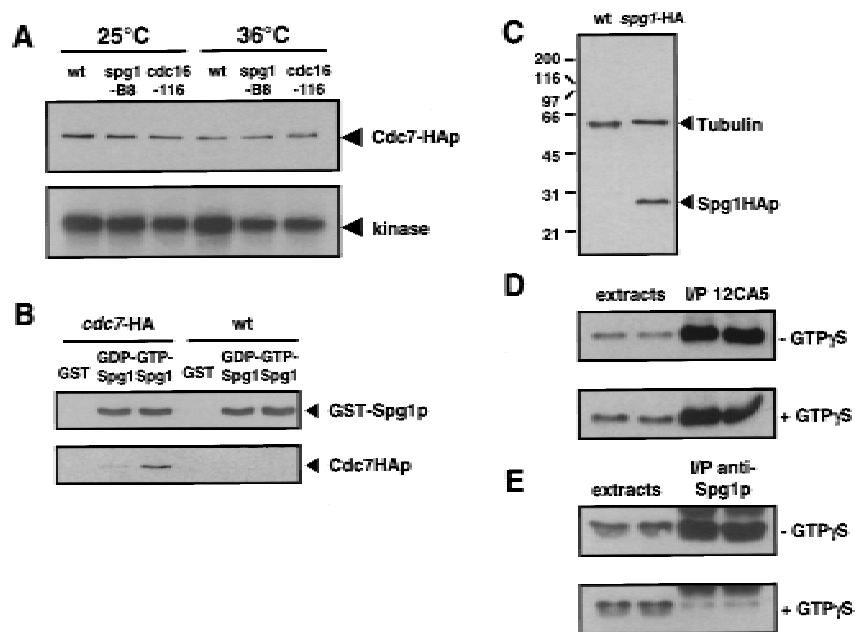 A
25°C 36°C
wt spg1 -B8 cdc16 -116 wt spg1 -B8 cdc16 -116
Cdc7-HAp
kinase
B
cdc7-HA wt
GST GDP-Spg1 GTP-Spg1 GST GDP-Spg1 GTP-Spg1
GST-Spg1p
Cdc7HAp
C
wt spg1-HA
200
116
97
66
Tubulin
45
31
Spg1HAp
21
D
extracts I/P 12CA5
- GTPγS
+ GTPγS
E
extracts I/P anti-Spg1p
- GTPγS
+ GTPγS